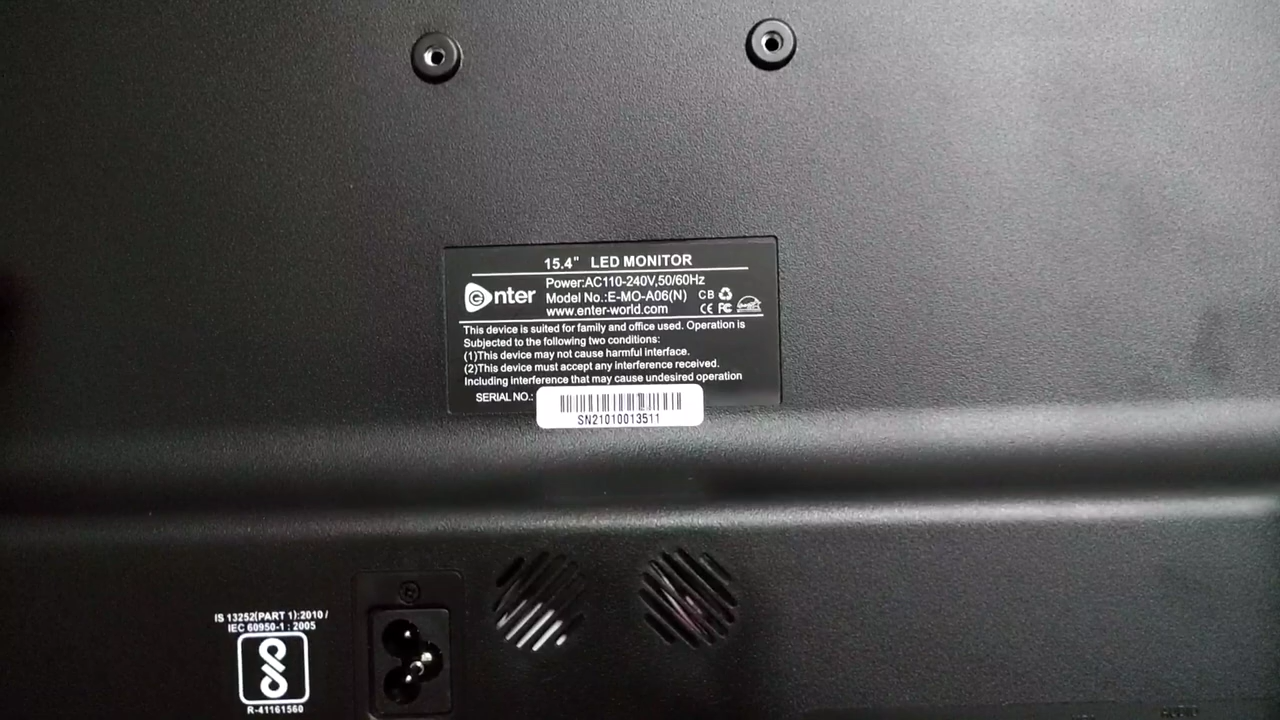 15.4" LED MONITOR
enter
Power:AC110-240V,50/60Hz
Model No.:E-MO-A06(N)
CB
www.enter-world.com
CE FC
This device is suited for family and office used. Operation is
Subjected to the following two conditions:
(1)This device may not cause harmful interface.
(2)This device must accept any interference received.
Including interference that may cause undesired operation
SERIAL NO.:
SN21010013511
IS 13252(PART 1):2010 /
IEC 60950-1 : 2005
R-41161560